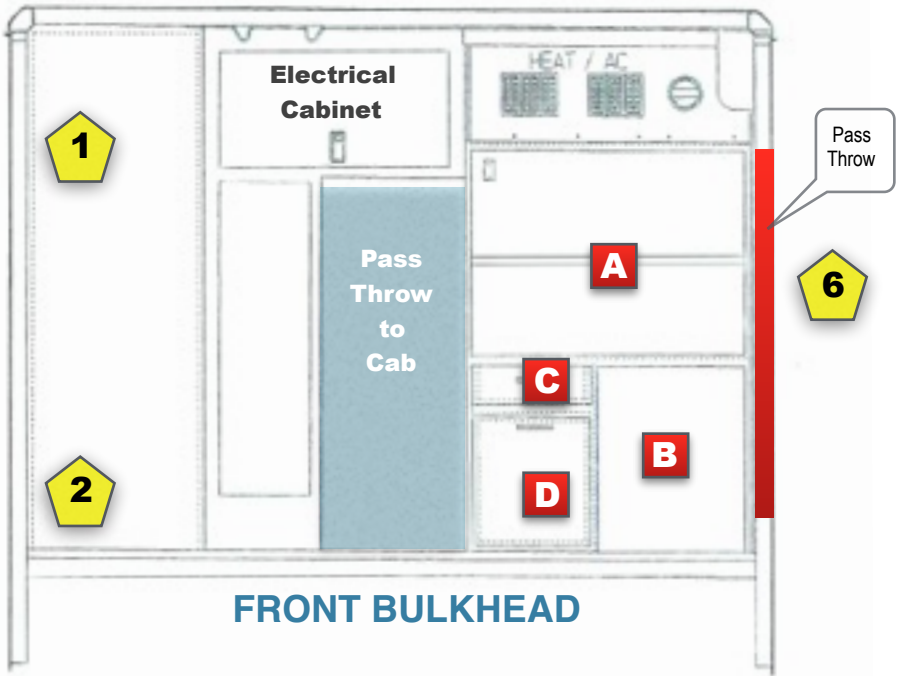 HEAT / AC
Electrical
Cabinet
1
Pass
Throw
A
6
Pass
Throw
to
Cab
C
B
2
D
FRONT BULKHEAD